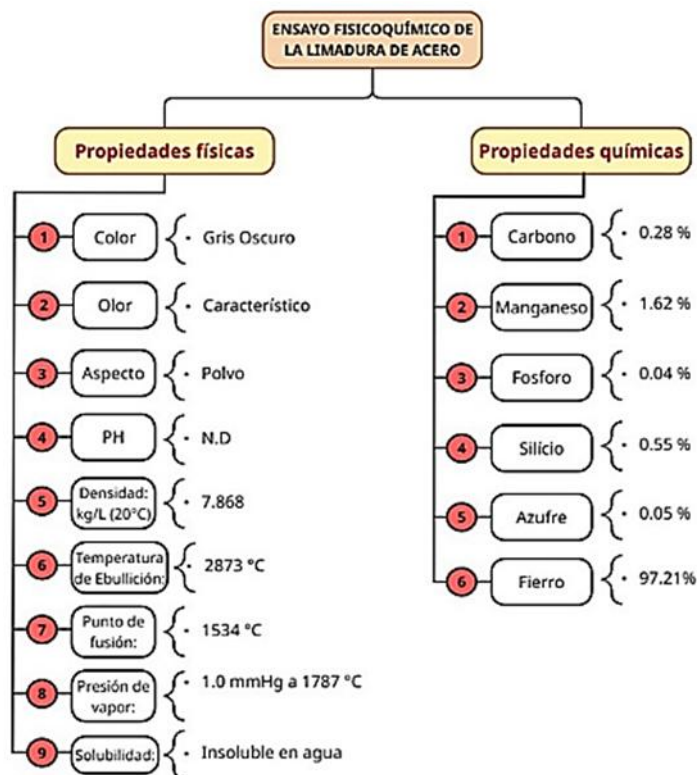 ENSAYO FISICOQUÍMICO DE
LA LIMADURA DE ACERO
Propiedades físicas
1 Color · Gris Oscuro
2 Olor · Característico
3 Aspecto · Polvo
4 PH · N.D
5 Densidad:
kg/L (20°C) · 7.868
6 Temperatura
de Ebullición: · 2873 °C
7 Punto de
fusión: · 1534 °C
8 Presión de
vapor: · 1.0 mmHg a 1787 °C
9 Solubilidad: · Insoluble en agua
Propiedades químicas
1 Carbono · 0.28 %
2 Manganeso · 1.62 %
3 Fosforo · 0.04 %
4 Silício · 0.55 %
5 Azufre · 0.05 %
6 Fierro · 97.21%